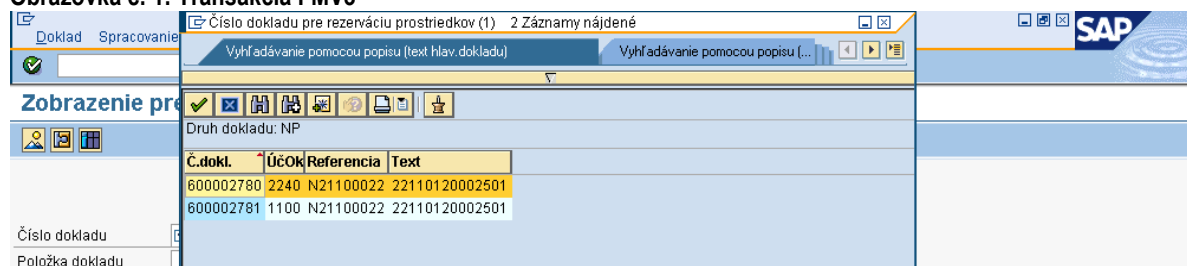 Obrazovka č. 1: Transakcia FMV3
Číslo dokladu pre rezerváciu prostriedkov (1) 2 Záznamy nájdené
Doklad Spracovanie
SAP
Vyhľadávanie pomocou popisu (text hlav.dokladu) Vyhľadávanie pomocou popisu (...
Zobrazenie pre
Druh dokladu: NP
Č.dokl. ÚčOk Referencia Text
600002780 2240 N21100022 22110120002501
600002781 1100 N21100022 22110120002501
Číslo dokladu
Položka dokladu